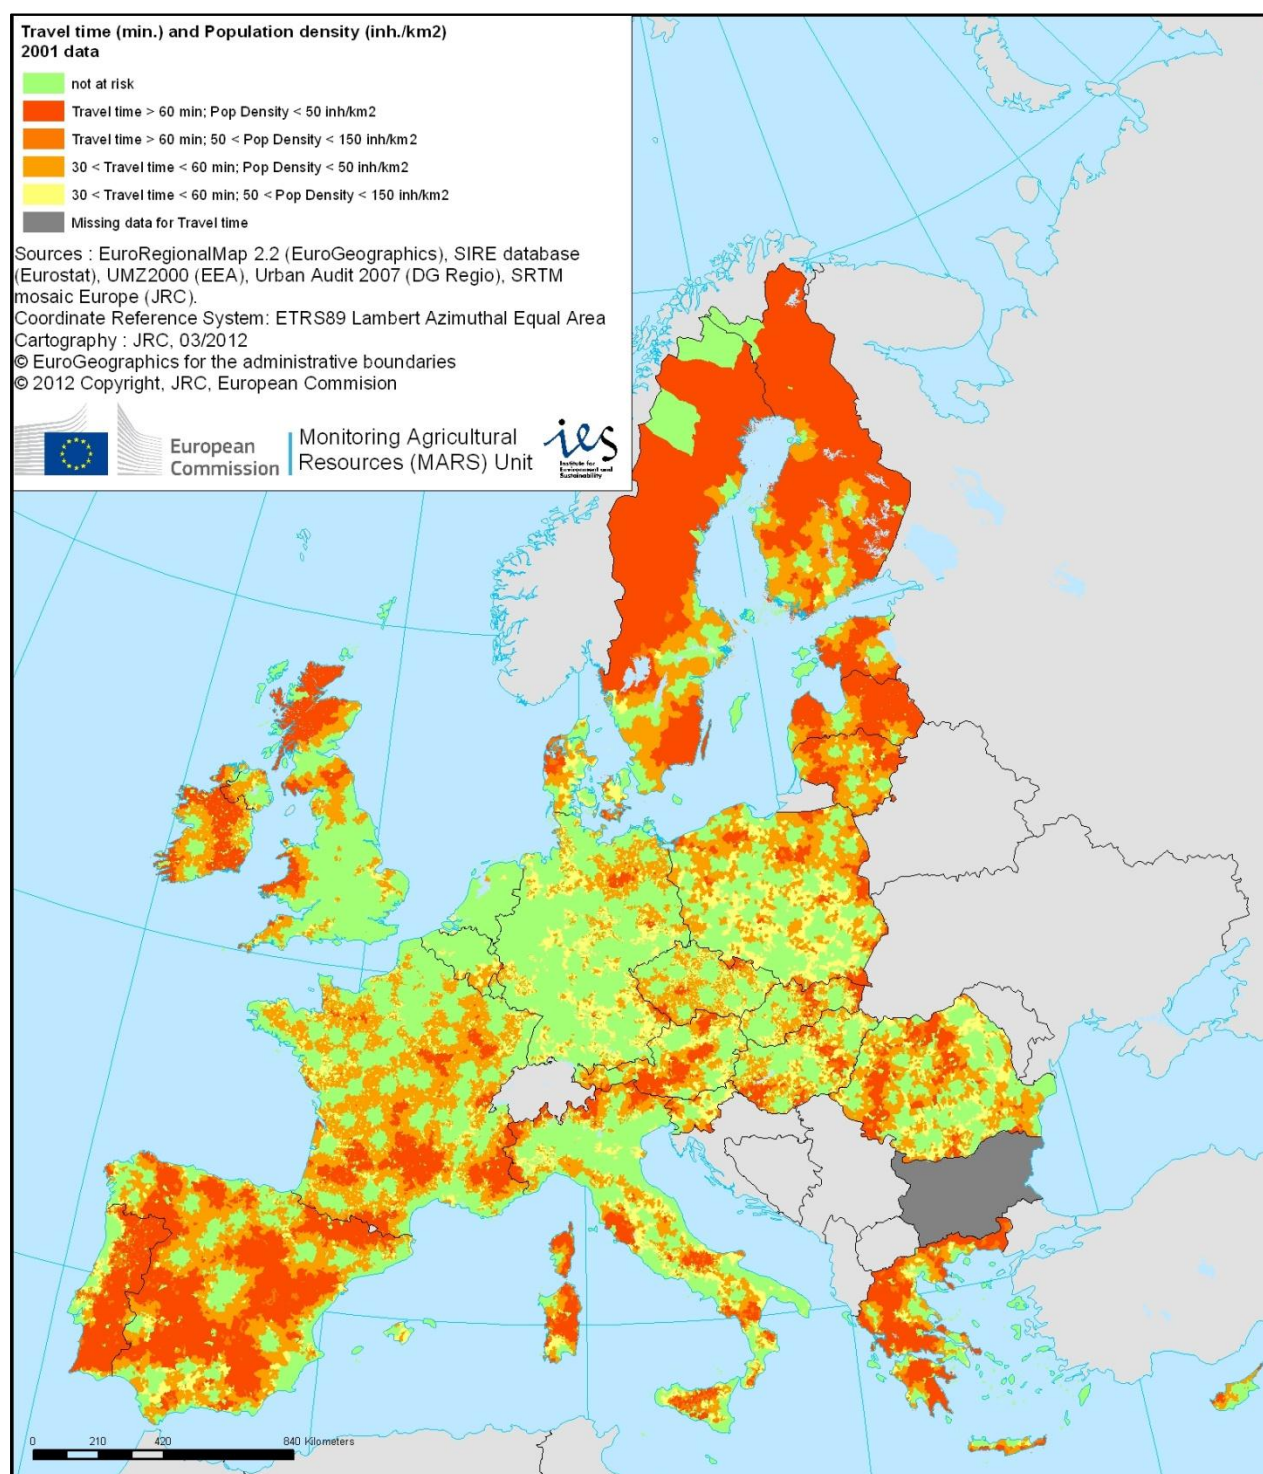 Travel time (min.) and Population density (inh./km2)
2001 data
not at risk
Travel time > 60 min; Pop Density < 50 inh/km2
Travel time > 60 min; 50 < Pop Density < 150 inh/km2
30 < Travel time < 60 min; Pop Density < 50 inh/km2
30 < Travel time < 60 min; 50 < Pop Density < 150 inh/km2
Missing data for Travel time
Sources : EuroRegionalMap 2.2 (EuroGeographics), SIRE database
(Eurostat), UMZ2000 (EEA), Urban Audit 2007 (DG Regio), SRTM
mosaic Europe (JRC).
Coordinate Reference System: ETRS89 Lambert Azimuthal Equal Area
Cartography : JRC, 03/2012
© EuroGeographics for the administrative boundaries
© 2012 Copyright, JRC, European Commision
European
Commission
Monitoring Agricultural
Resources (MARS) Unit
ies
Institute for
Environment and
Sustainability
0 210 420 840 Kilometers